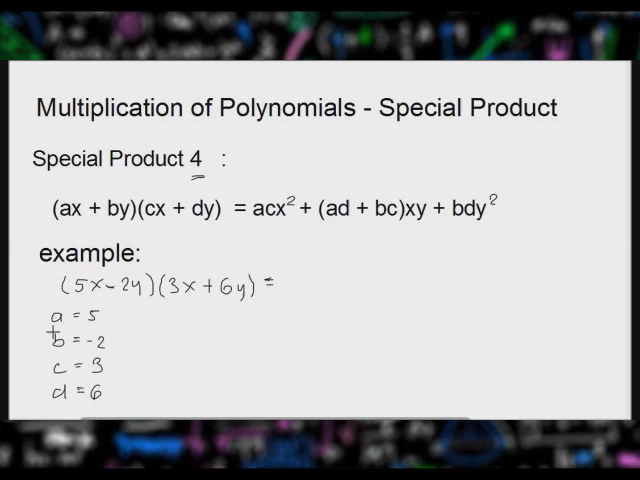 Multiplication of Polynomials - Special Product
Special Product 4 :
(ax + by)(cx + dy) = acx² + (ad + bc)xy + bdy²
example:
(5x - 2y)(3x + 6y) =
a = 5
b = -2
c = 3
d = 6